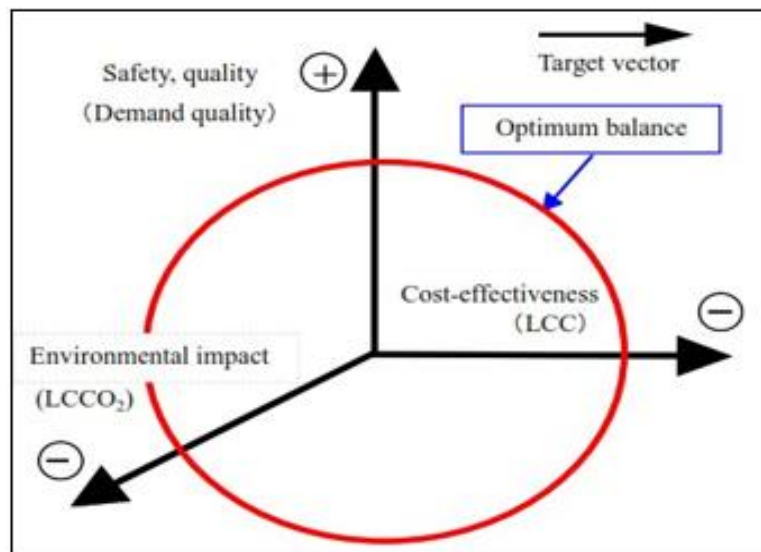 Safety, quality
（Demand quality）
+
Target vector
Optimum balance
Cost-effectiveness
（LCC）
−
Environmental impact
(LCCO₂)
−